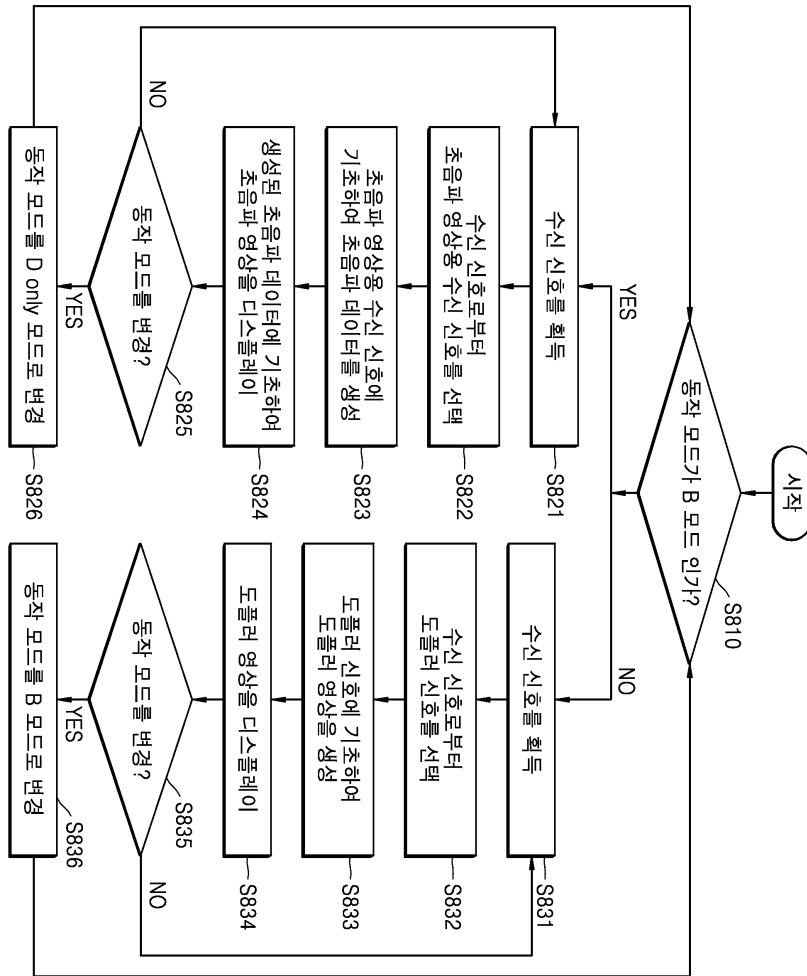 시작
동작 모드가 B 모드 인가?
S810
YES
NO
수신 신호를 획득
S821
수신 신호로부터
초음파 영상용 수신 신호를 선택
S822
초음파 영상용 수신 신호에
기초하여 초음파 데이터를 생성
S823
생성된 초음파 데이터에 기초하여
초음파 영상을 디스플레이
S824
동작 모드를 변경?
S825
NO
YES
동작 모드를 D only 모드로 변경
S826
수신 신호를 획득
S831
수신 신호로부터
도플러 신호를 선택
S832
도플러 신호에 기초하여
도플러 영상을 생성
S833
도플러 영상을 디스플레이
S834
동작 모드를 변경?
S835
NO
YES
동작 모드를 B 모드로 변경
S836